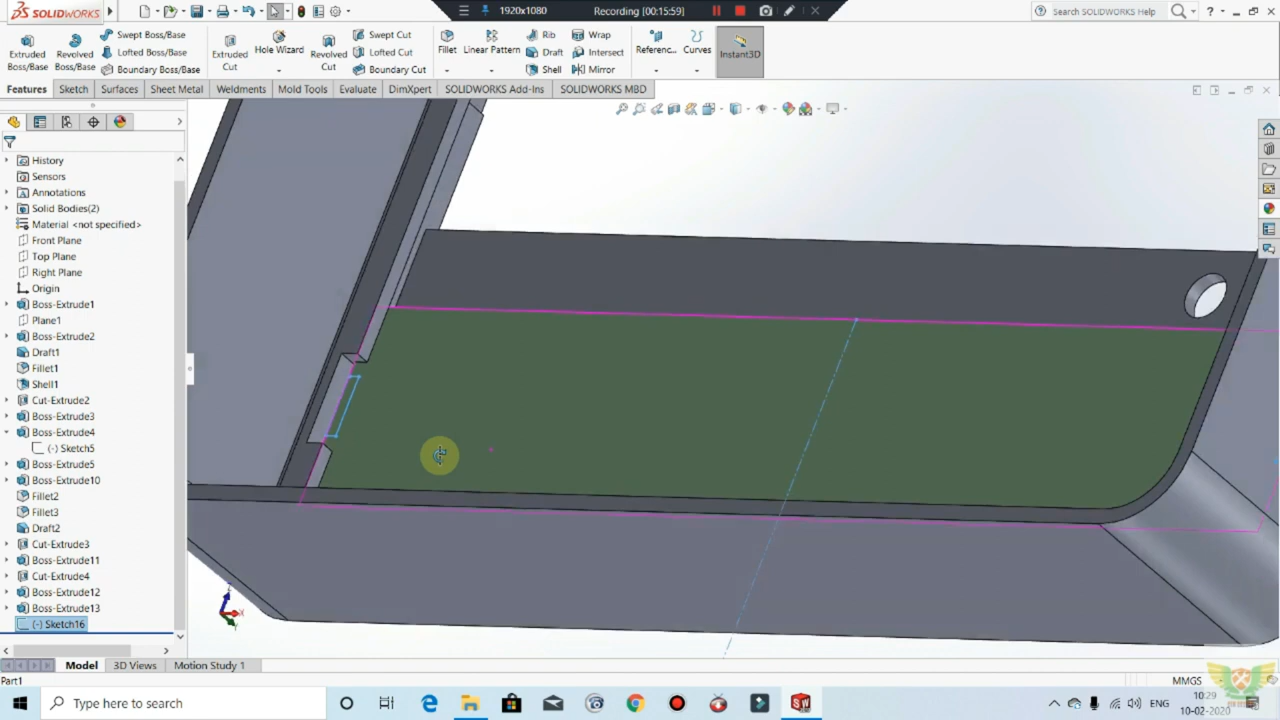 SOLIDWORKS
1920x1080
Recording [00:15:59]
Search SOLIDWORKS Help
Extruded Boss/Base
Revolved Boss/Base
Swept Boss/Base
Lofted Boss/Base
Boundary Boss/Base
Extruded Cut
Hole Wizard
Revolved Cut
Swept Cut
Lofted Cut
Boundary Cut
Fillet
Linear Pattern
Rib
Draft
Shell
Wrap
Intersect
Mirror
Referenc...
Curves
Instant3D
Features
Sketch
Surfaces
Sheet Metal
Weldments
Mold Tools
Evaluate
DimXpert
SOLIDWORKS Add-Ins
SOLIDWORKS MBD
History
Sensors
Annotations
Solid Bodies(2)
Material <not specified>
Front Plane
Top Plane
Right Plane
Origin
Boss-Extrude1
Plane1
Boss-Extrude2
Draft1
Fillet1
Shell1
Cut-Extrude2
Boss-Extrude3
Boss-Extrude4
(-) Sketch5
Boss-Extrude5
Boss-Extrude10
Fillet2
Fillet3
Draft2
Cut-Extrude3
Boss-Extrude11
Cut-Extrude4
Boss-Extrude12
Boss-Extrude13
(-) Sketch16
Model
3D Views
Motion Study 1
Part1
MMGS
Type here to search
ENG
10:29
10-02-2020